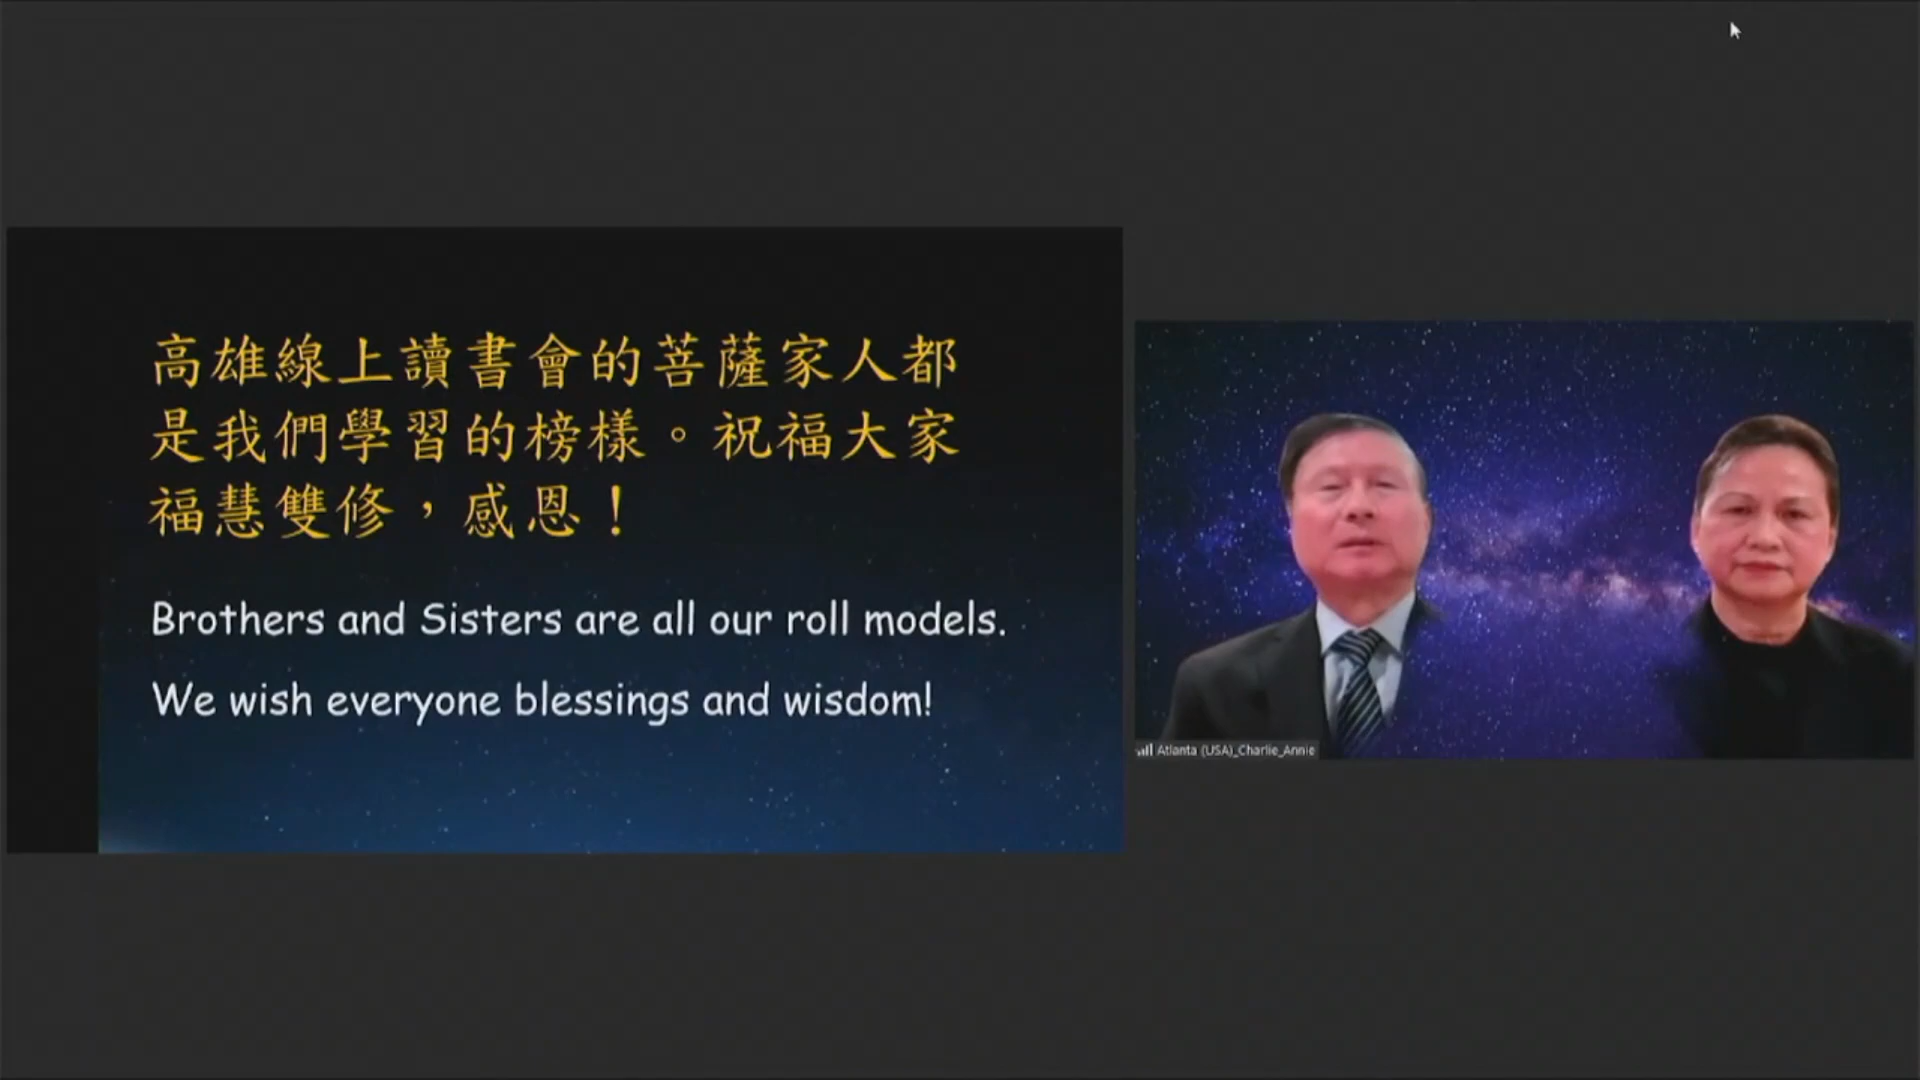 高雄線上讀書會的菩薩家人都
是我們學習的榜樣。祝福大家
福慧雙修，感恩！
Brothers and Sisters are all our roll models.
We wish everyone blessings and wisdom!
Atlanta (USA)_Charlie_Annie